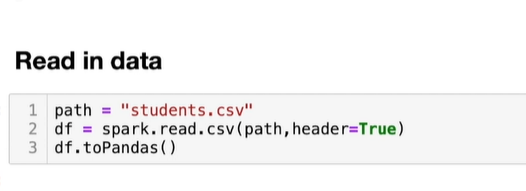 Read in data
1 path = "students.csv"
2 df = spark.read.csv(path,header=True)
3 df.toPandas()